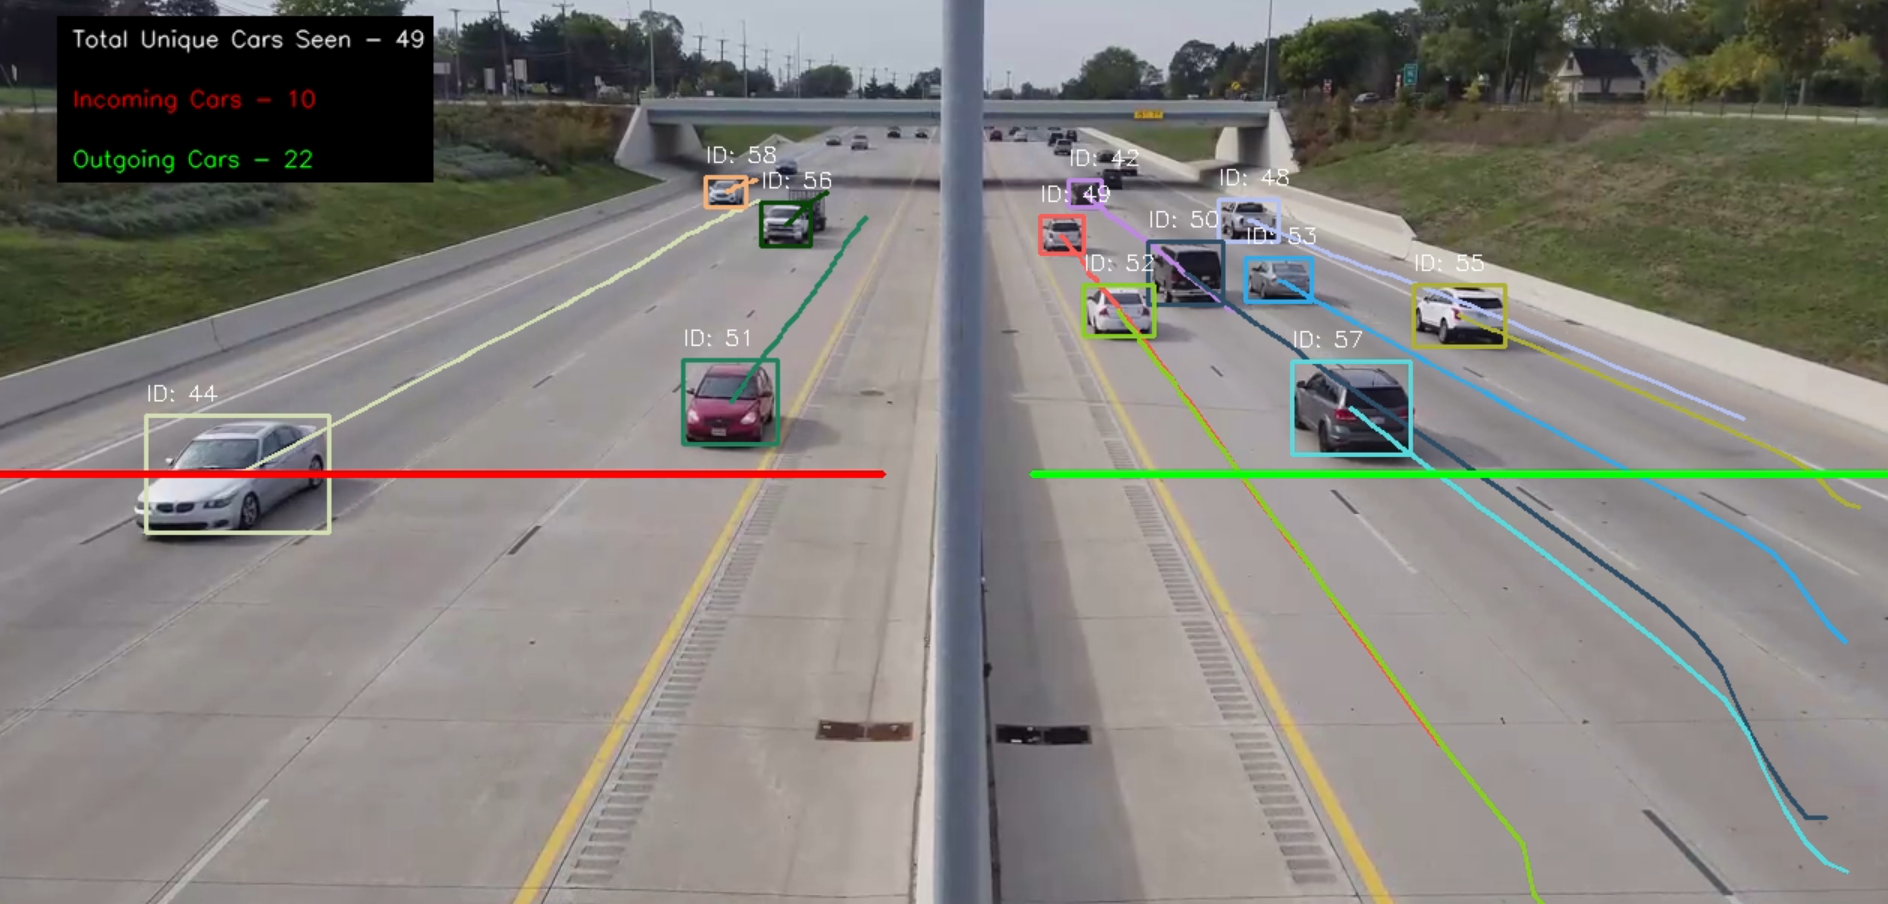 Total Unique Cars Seen - 49
Incoming Cars - 10
Outgoing Cars - 22
ID: 58
ID: 56
ID: 42
ID: 49
ID: 48
ID: 50
ID: 53
ID: 52
ID: 55
ID: 51
ID: 57
ID: 44